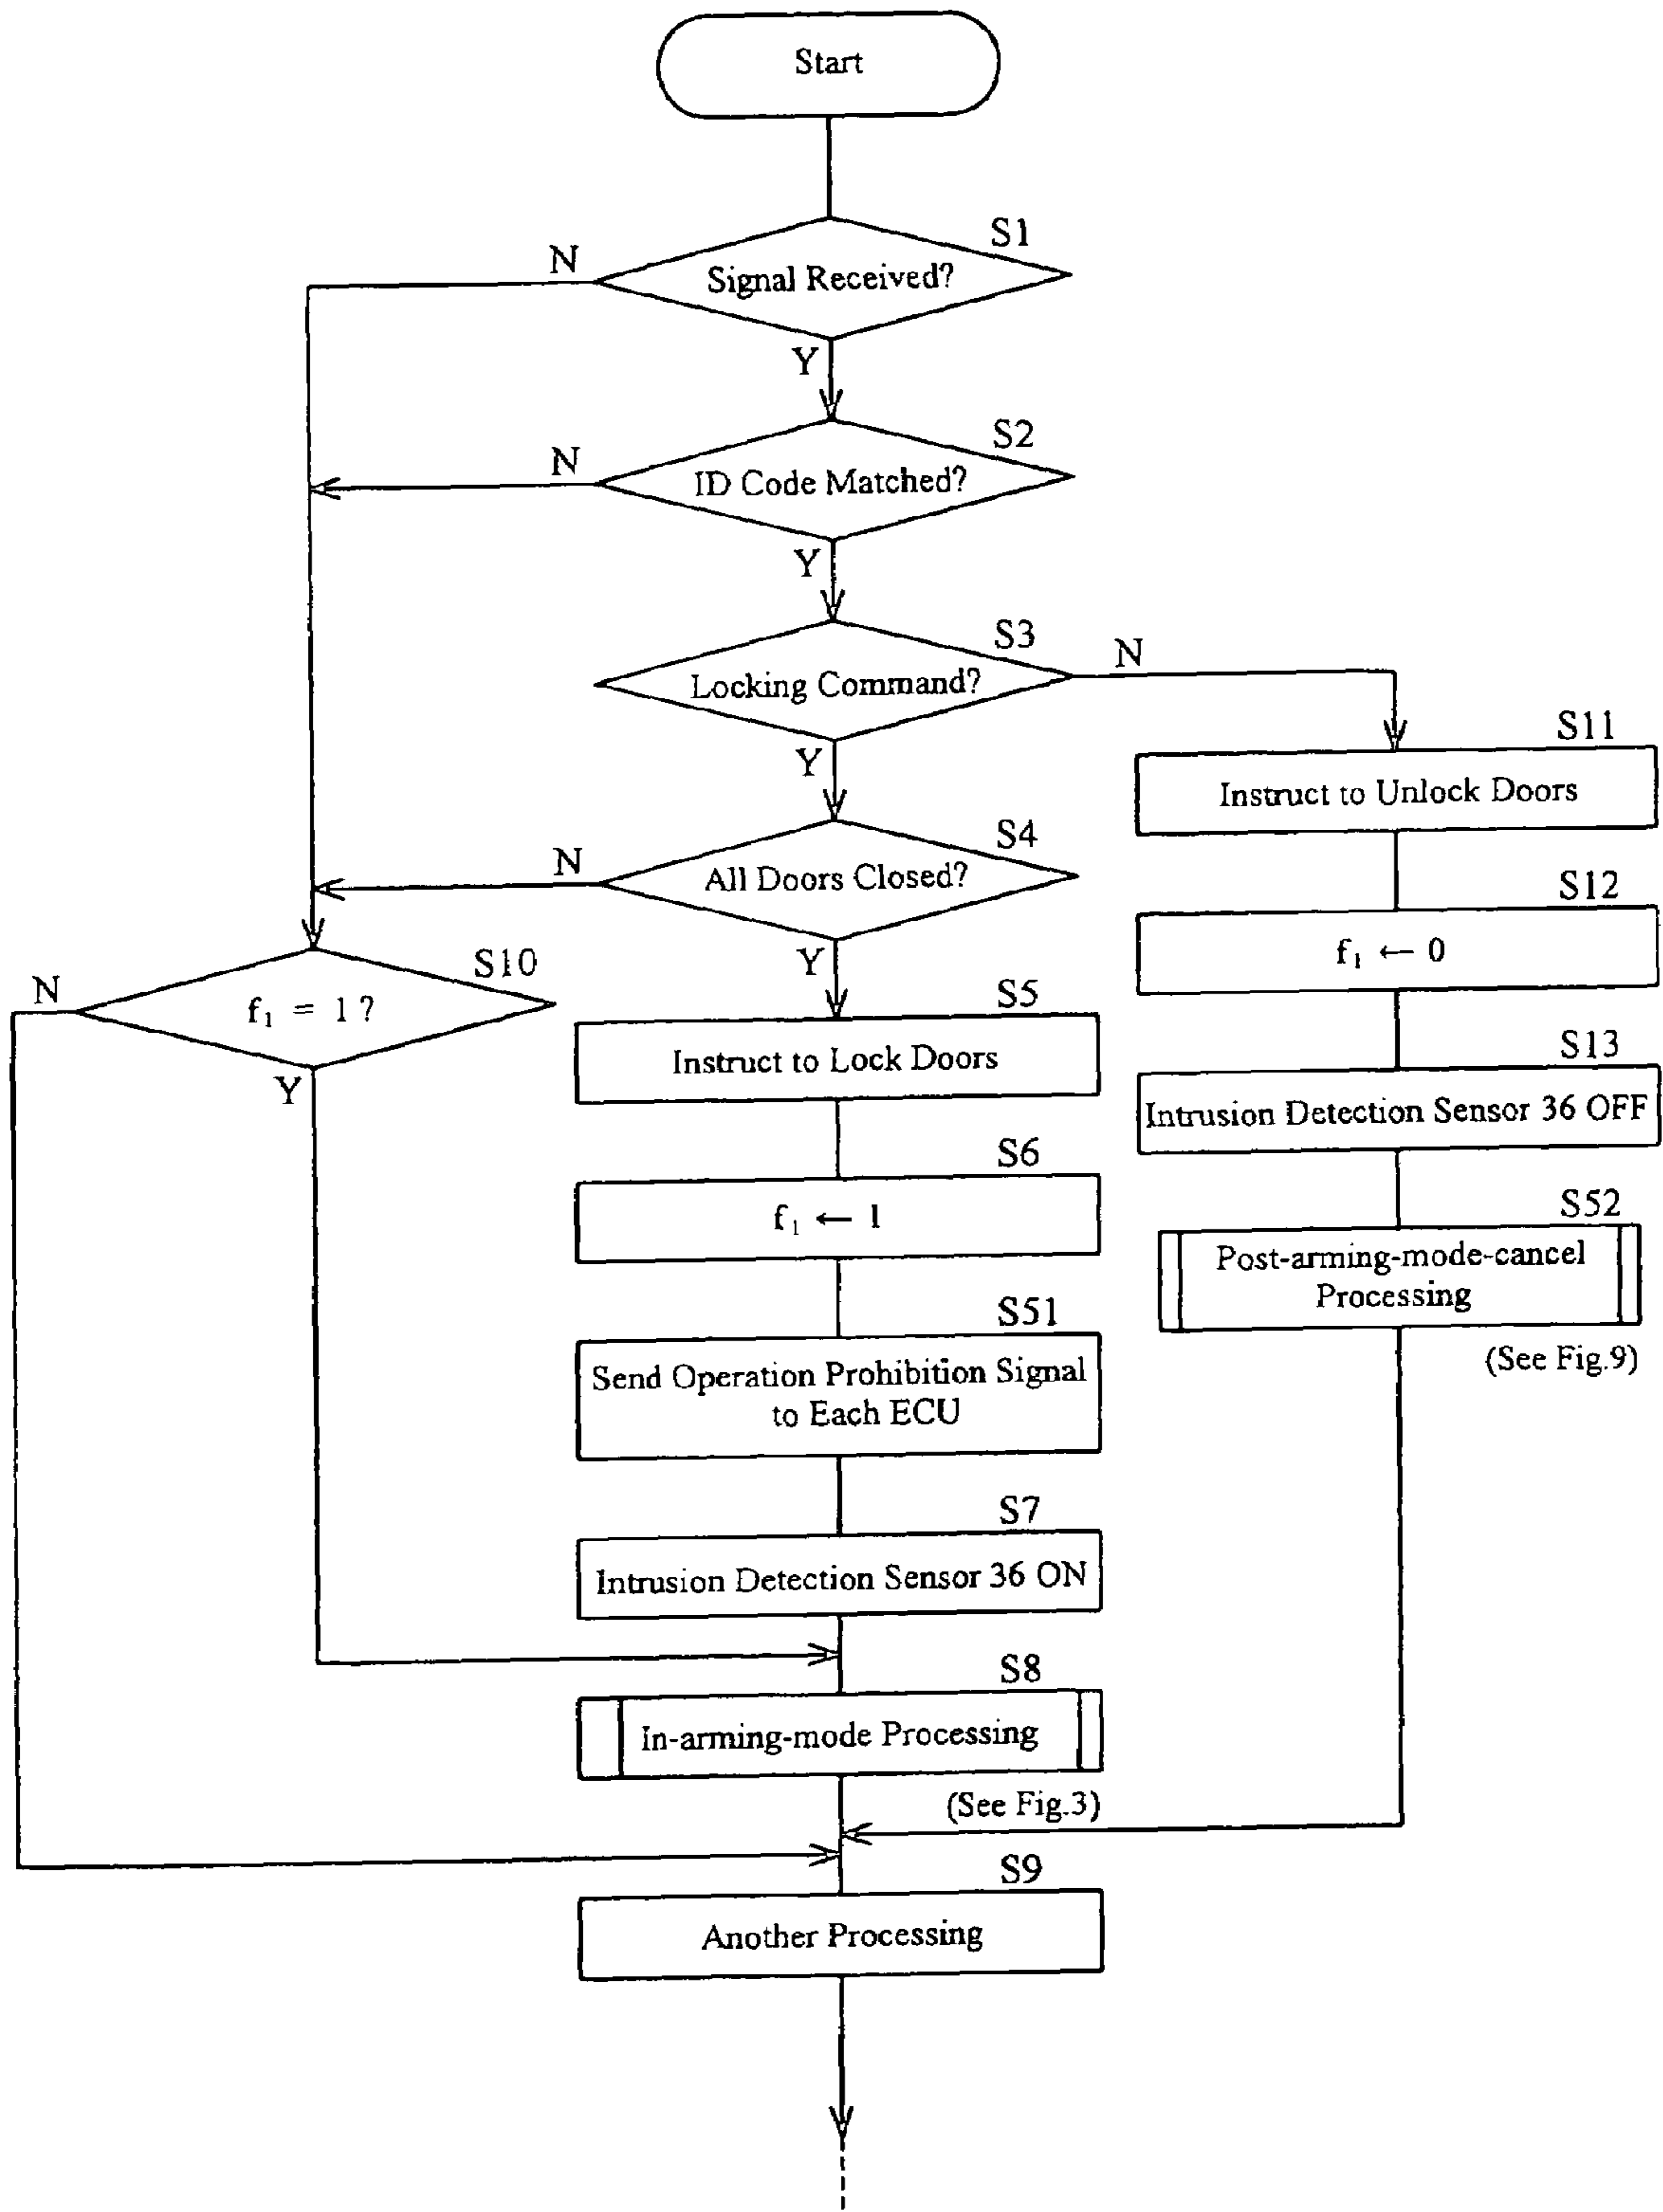 Start
S1
N
Signal Received?
Y
S2
N
ID Code Matched?
Y
S3
N
Locking Command?
Y
S11
Instruct to Unlock Doors
S4
N
All Doors Closed?
Y
S12
f₁ ← 0
S10
N
f₁ = 1 ?
Y
S5
Instruct to Lock Doors
S13
Intrusion Detection Sensor 36 OFF
S6
f₁ ← 1
S52
Post-arming-mode-cancel
Processing
(See Fig.9)
S51
Send Operation Prohibition Signal
to Each ECU
S7
Intrusion Detection Sensor 36 ON
S8
In-arming-mode Processing
(See Fig.3)
S9
Another Processing